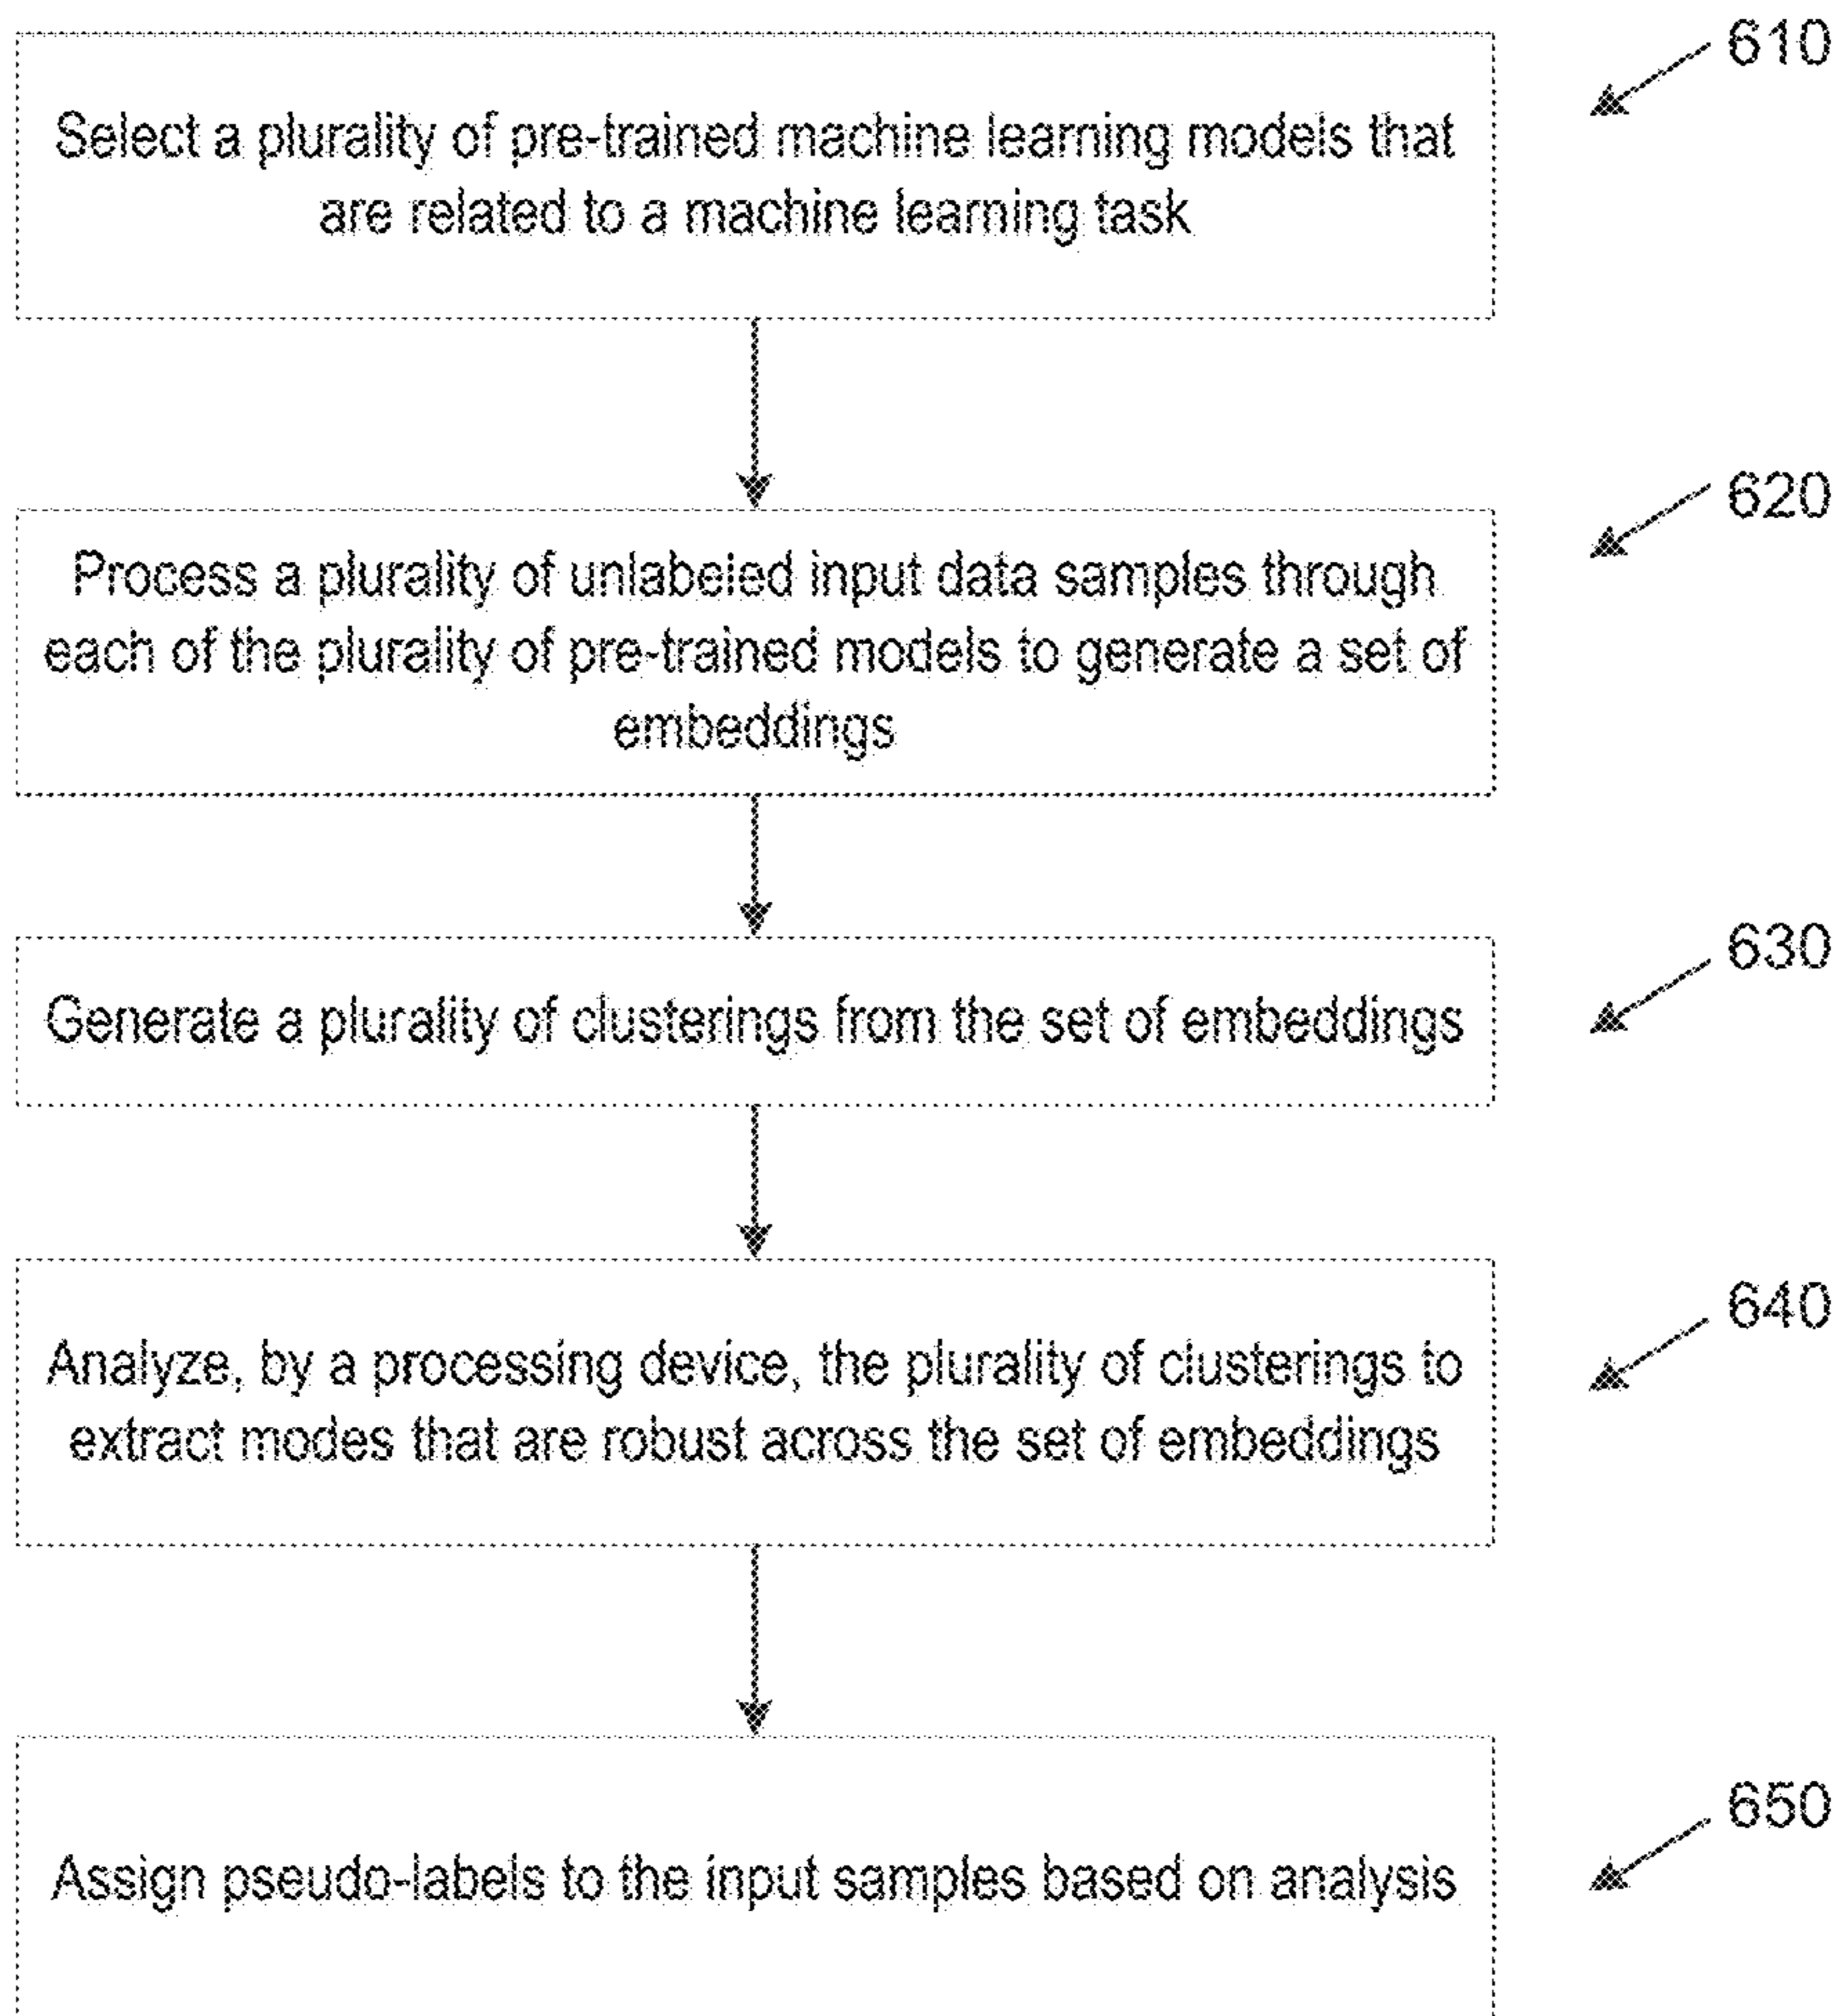 610
Select a plurality of pre-trained machine learning models that
are related to a machine learning task
620
Process a plurality of unlabeled input data samples through
each of the plurality of pre-trained models to generate a set of
embeddings
630
Generate a plurality of clusterings from the set of embeddings
640
Analyze, by a processing device, the plurality of clusterings to
extract modes that are robust across the set of embeddings
650
Assign pseudo-labels to the input samples based on analysis